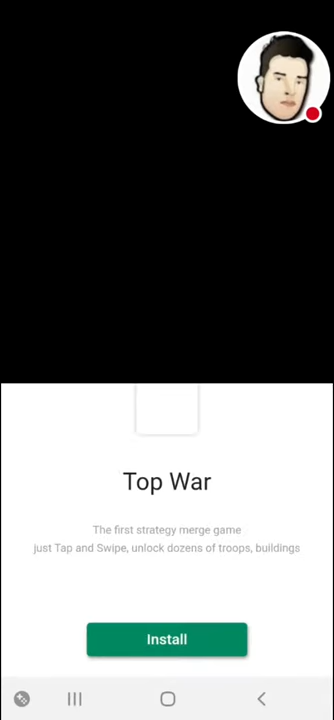 Top War
The first strategy merge game
just Tap and Swipe, unlock dozens of troops, buildings
Install